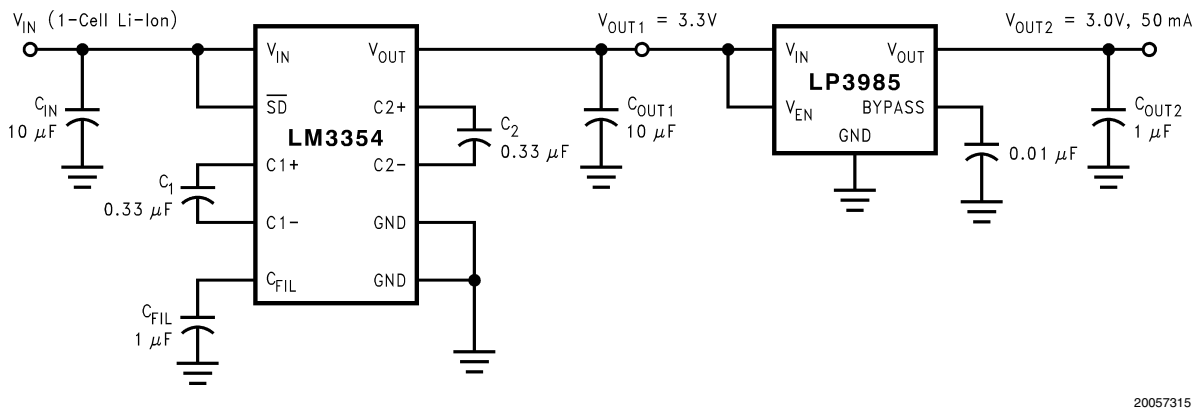 V_IN (1-Cell Li-Ion)
V_OUT1 = 3.3V
V_OUT2 = 3.0V, 50 mA
V_IN
V_OUT
SD
C2+
LM3354
C1+
C2-
C1-
GND
C_FIL
GND
C_IN
10 μF
C_1
0.33 μF
C_FIL
1 μF
C_2
0.33 μF
C_OUT1
10 μF
V_IN
V_OUT
LP3985
V_EN
BYPASS
GND
0.01 μF
C_OUT2
1 μF
20057315